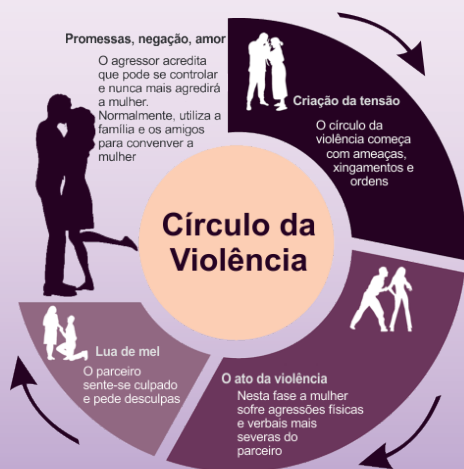 Promessas, negação, amor
O agressor acredita
que pode se controlar
e nunca mais agredirá
a mulher.
Normalmente, utiliza a
família e os amigos
para convenver a
mulher
Criação da tensão
O círculo da
violência começa
com ameaças,
xingamentos e
ordens
Círculo da
Violência
O ato da violência
Nesta fase a mulher
sofre agressões físicas
e verbais mais
severas do
parceiro
Lua de mel
O parceiro
sente-se culpado
e pede desculpas